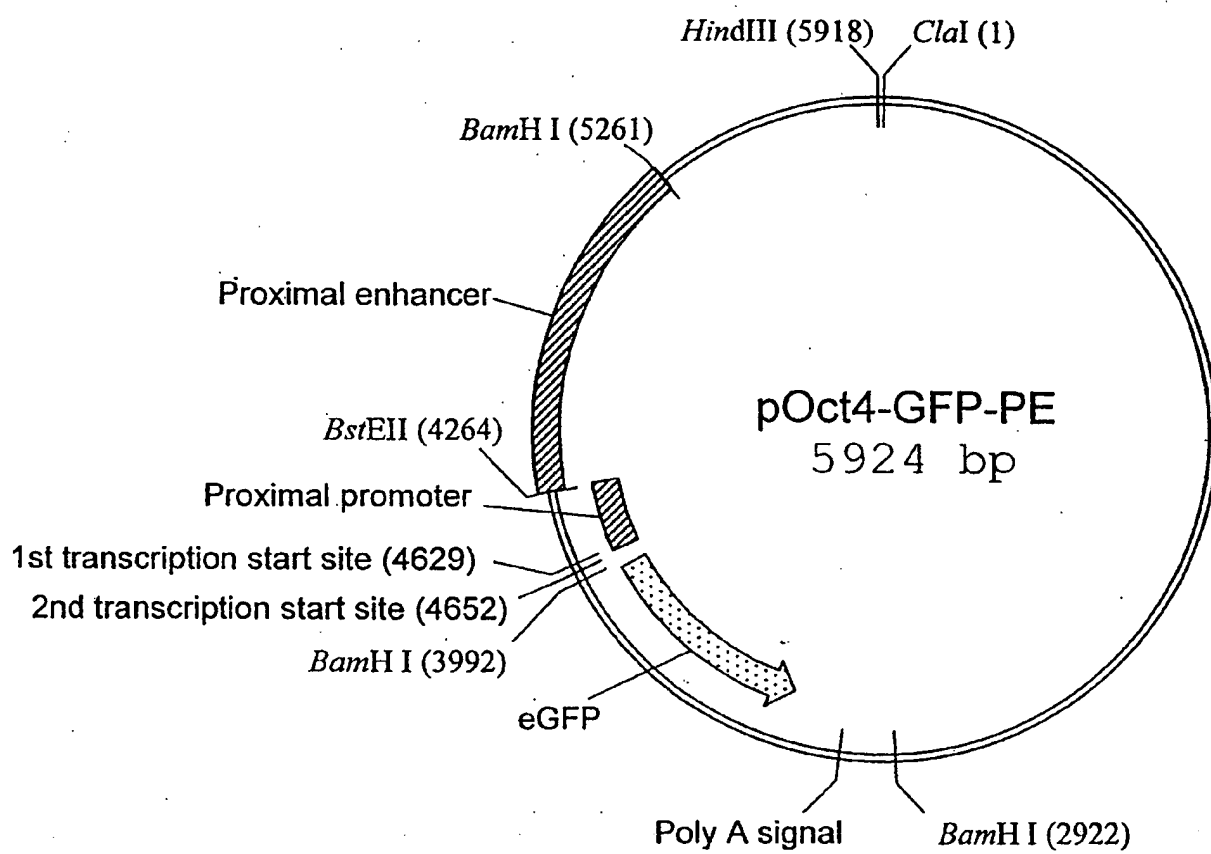 HindIII (5918)
ClaI (1)
BamH I (5261)
Proximal enhancer
pOct4-GFP-PE
5924 bp
BstEII (4264)
Proximal promoter
1st transcription start site (4629)
2nd transcription start site (4652)
BamH I (3992)
eGFP
Poly A signal
BamH I (2922)